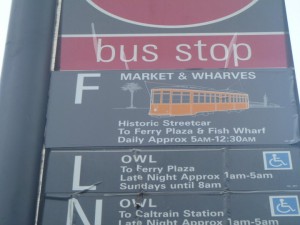 bus stop
F MARKET & WHARVES
Historic Streetcar
To Ferry Plaza & Fish Wharf
Daily Approx 5AM-12:30AM
L OWL
To Ferry Plaza
Late Night Approx 1am-5am
Sundays until 8am
N OWL
To Caltrain Station
Late Night Approx 1am-5am